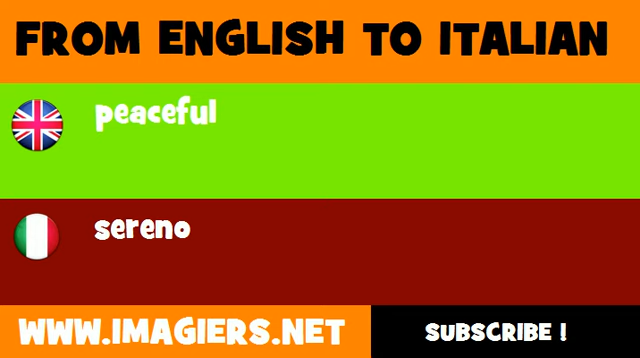 FROM ENGLISH TO ITALIAN
peaceful
sereno
WWW.IMAGIERS.NET
SUBSCRIBE !